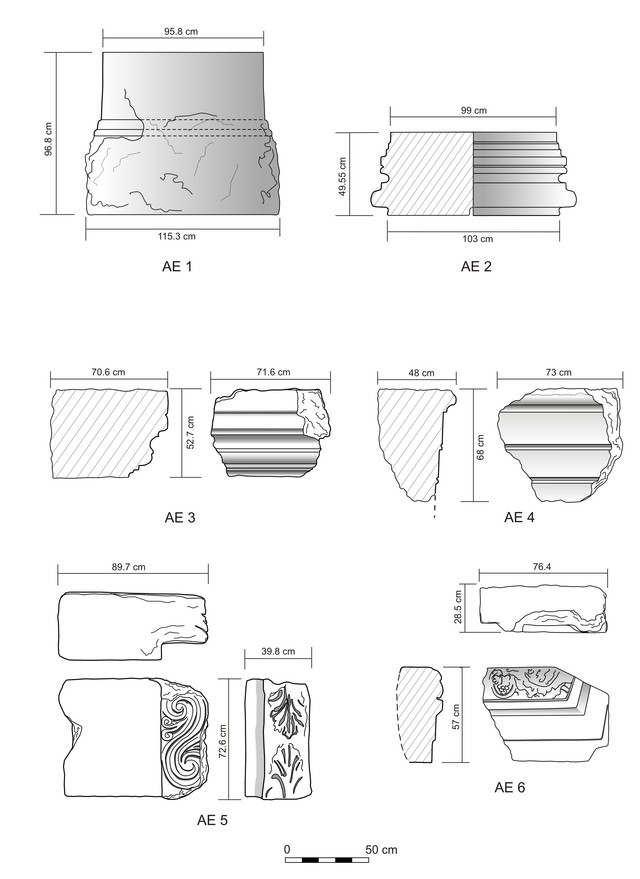 95.8 cm
96.8 cm
115.3 cm
AE 1
99 cm
49.55 cm
103 cm
AE 2
70.6 cm
52.7 cm
71.6 cm
AE 3
48 cm
68 cm
73 cm
AE 4
89.7 cm
72.6 cm
39.8 cm
AE 5
76.4
28.5 cm
57 cm
AE 6
0 50 cm